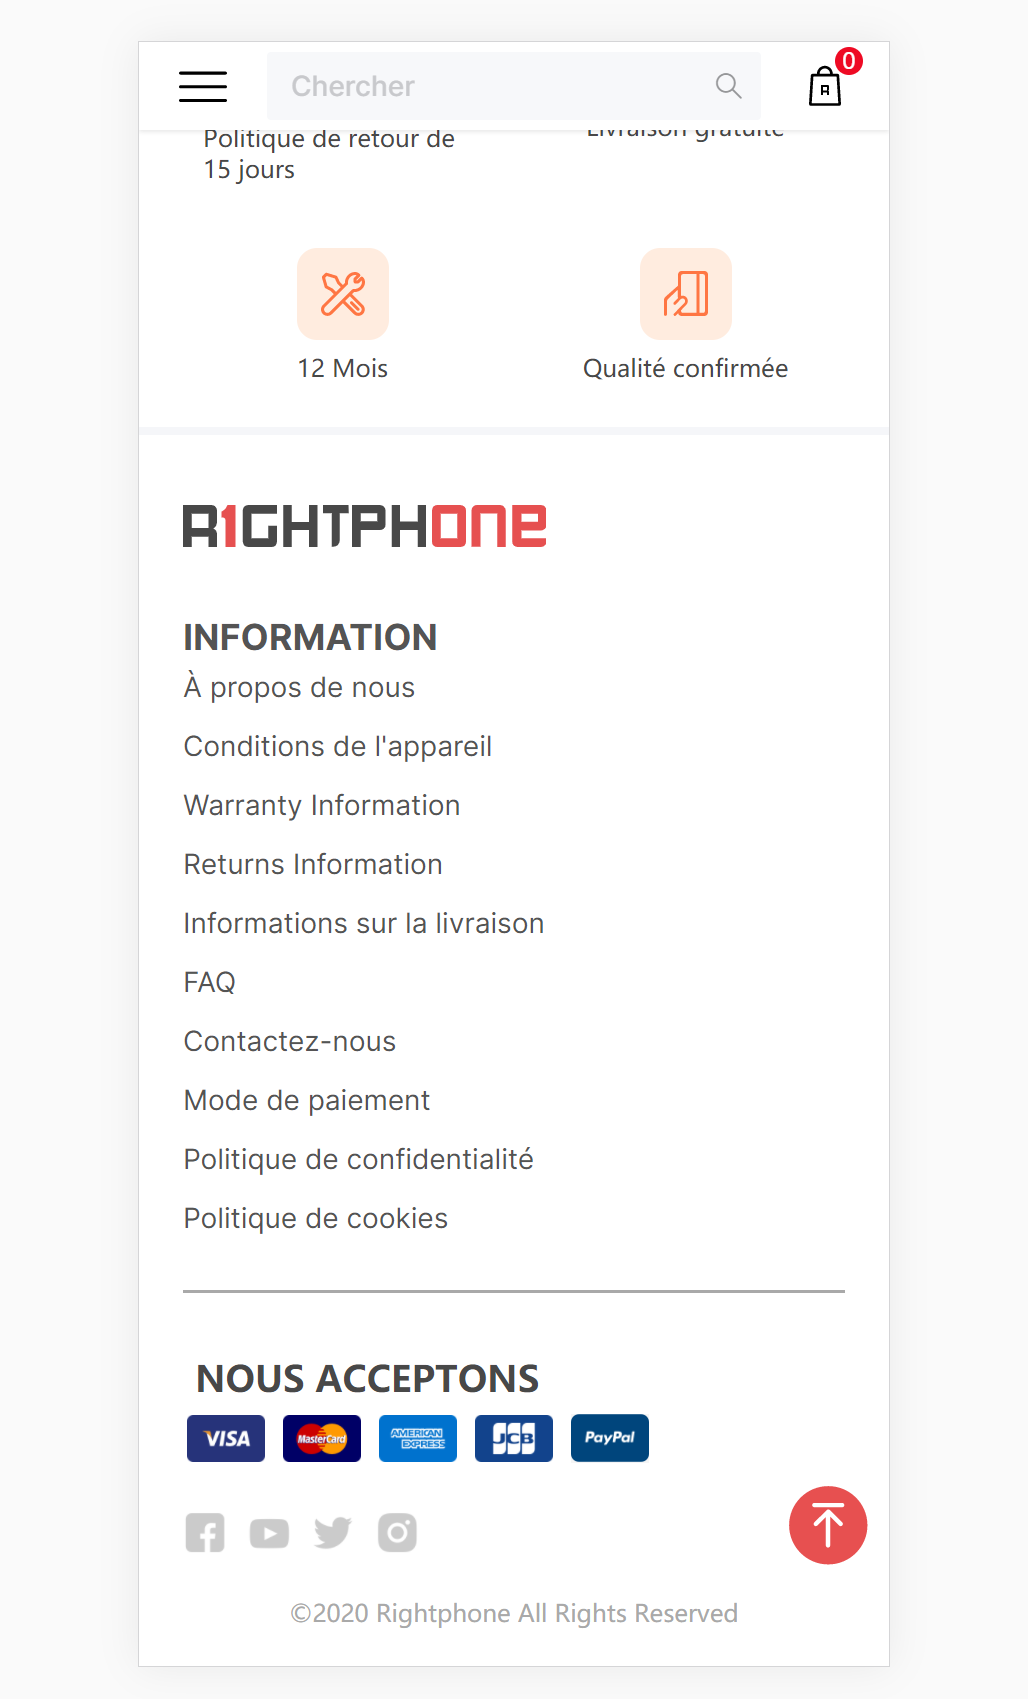 Chercher
0
R
Politique de retour de
15 jours
Livraison gratuite
12 Mois
Qualité confirmée
R1GHTPHONE
INFORMATION
À propos de nous
Conditions de l'appareil
Warranty Information
Returns Information
Informations sur la livraison
FAQ
Contactez-nous
Mode de paiement
Politique de confidentialité
Politique de cookies
NOUS ACCEPTONS
VISA
MasterCard
AMERICAN
EXPRESS
JCB
PayPal
©2020 Rightphone All Rights Reserved